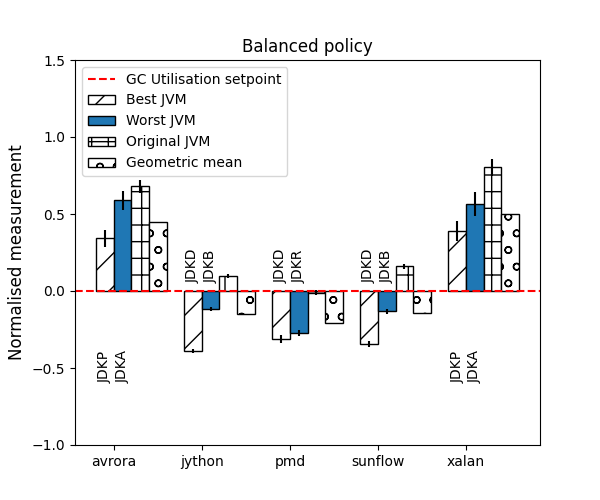 Balanced policy
Normalised measurement
1.5
1.0
0.5
0.0
−0.5
−1.0
GC Utilisation setpoint
Best JVM
Worst JVM
Original JVM
Geometric mean
JDKP
JDKA
JDKD
JDKB
JDKD
JDKR
JDKD
JDKB
JDKP
JDKA
avrora
jython
pmd
sunflow
xalan